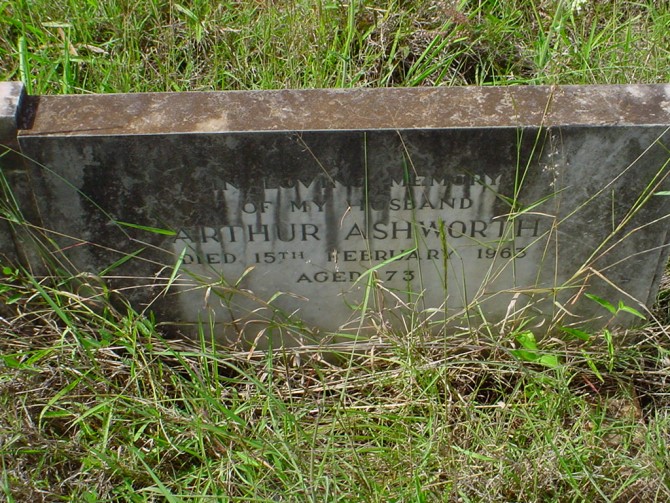 IN LOVING MEMORY
OF MY HUSBAND
ARTHUR ASHWORTH
DIED 15TH FEBRUARY 1963
AGED 73